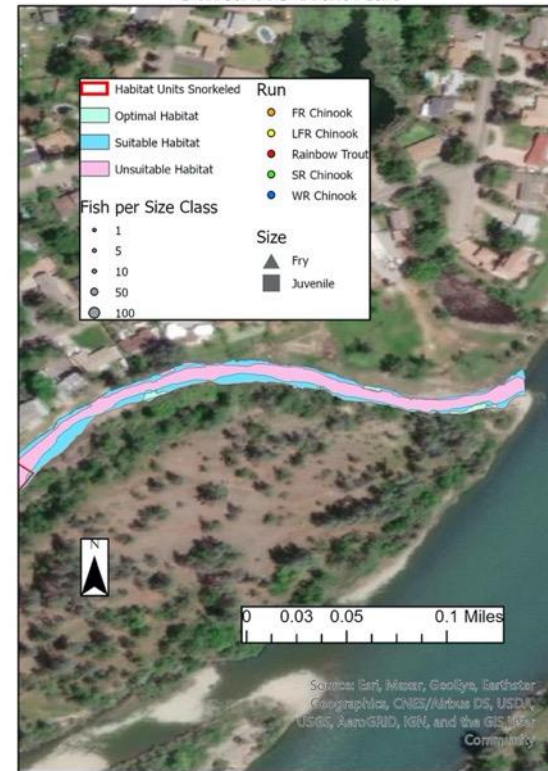 Habitat Units Snorkeled
Optimal Habitat
Suitable Habitat
Unsuitable Habitat
Fish per Size Class
1
5
10
50
100
Run
FR Chinook
LFR Chinook
Rainbow Trout
SR Chinook
WR Chinook
Size
Fry
Juvenile
N
0 0.03 0.05 0.1 Miles
Source: Esri, Maxar, GeoEye, Earthstar
Geographics, CNES/Airbus DS, USDA,
USGS, AeroGRID, IGN, and the GIS User
Community